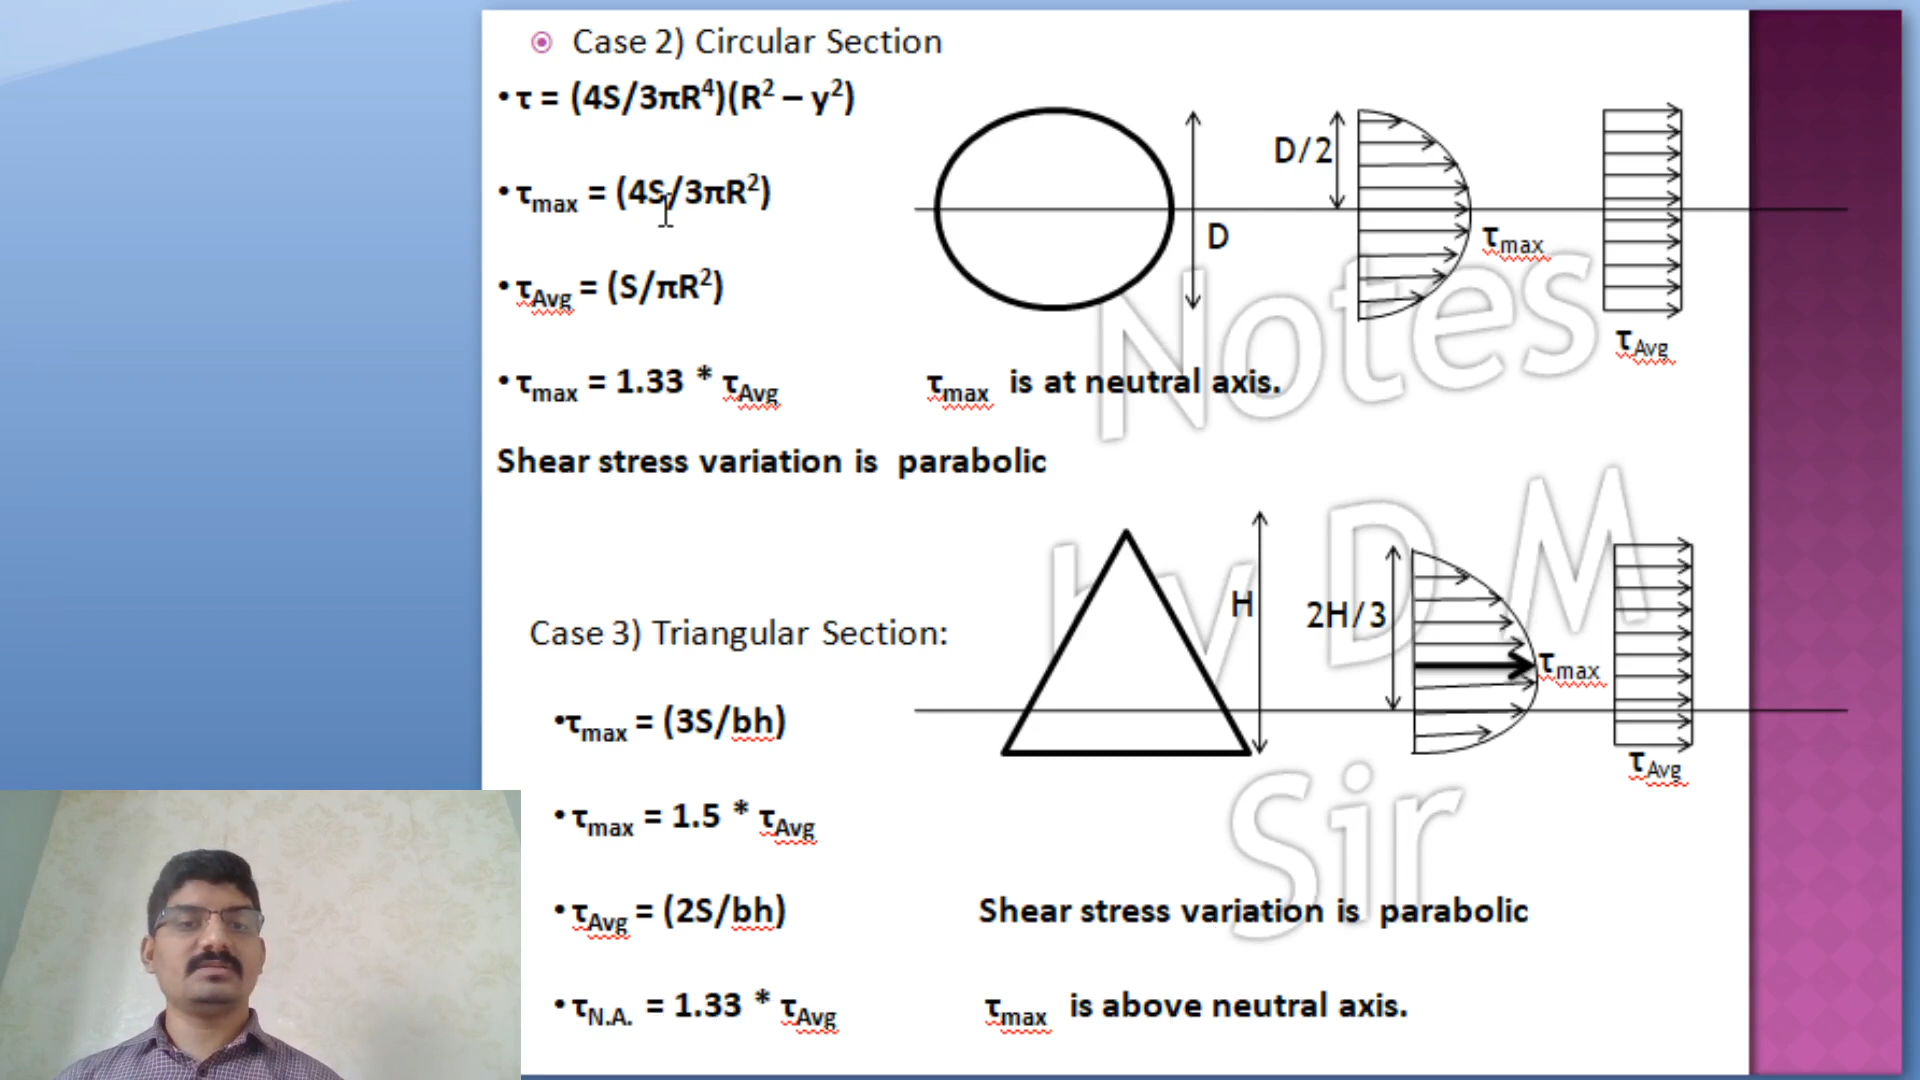 Case 2) Circular Section
•τ = (4S/3πR⁴)(R² – y²)
•τmax = (4S/3πR²)
•τAvg = (S/πR²)
•τmax = 1.33 * τAvg
τmax is at neutral axis.
Shear stress variation is parabolic
D
D/2
τmax
τAvg
Case 3) Triangular Section:
•τmax = (3S/bh)
•τmax = 1.5 * τAvg
•τAvg = (2S/bh)
•τN.A. = 1.33 * τAvg
Shear stress variation is parabolic
τmax is above neutral axis.
H
2H/3
τmax
τAvg
Notes
by D M
Sir